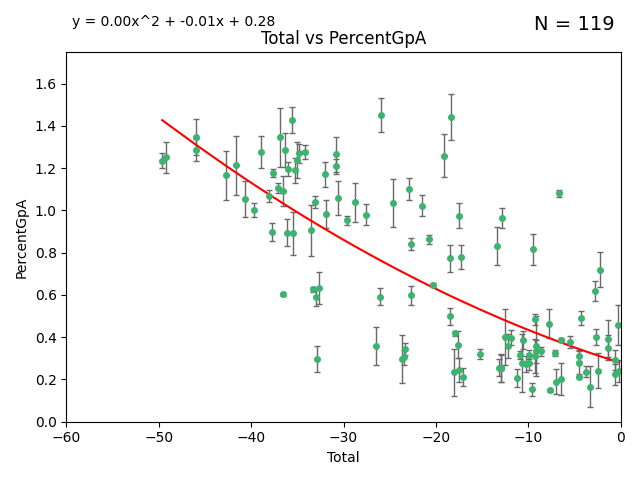 y = 0.00x^2 + -0.01x + 0.28
N = 119
Total vs PercentGpA
PercentGpA
1.6
1.4
1.2
1.0
0.8
0.6
0.4
0.2
0.0
−60 −50 −40 −30 −20 −10 0
Total